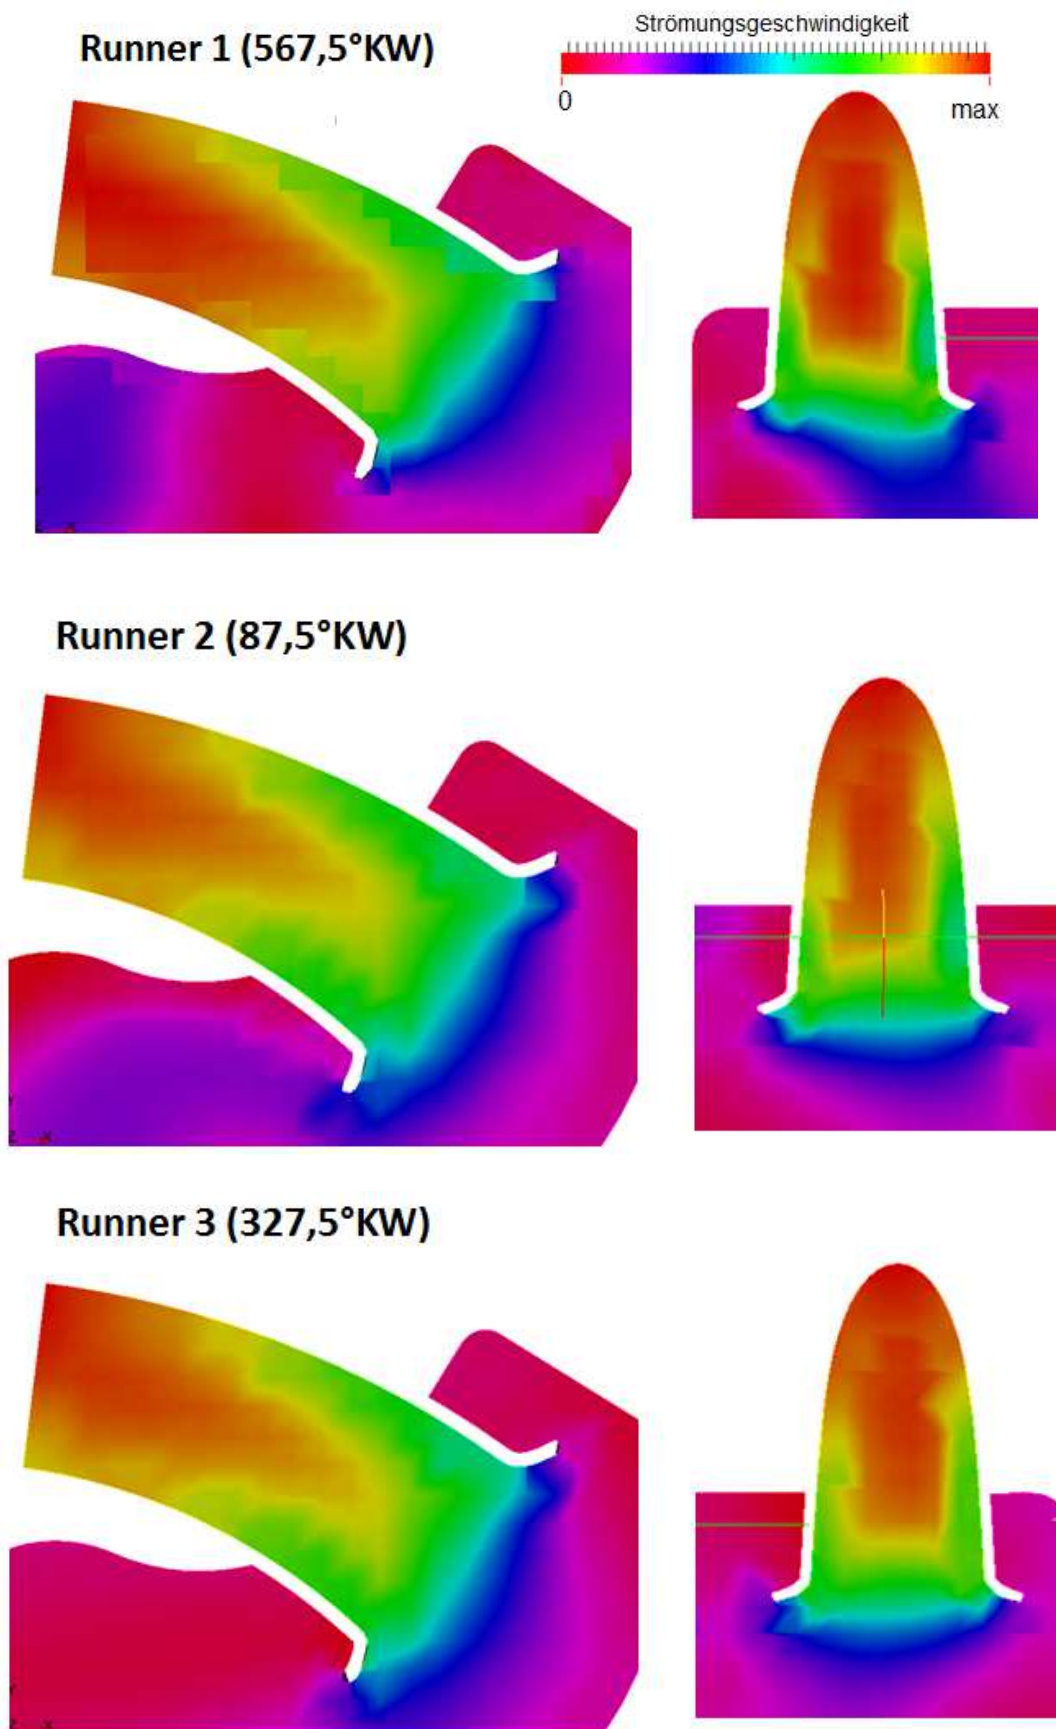 Runner 1 (567,5°KW)
Strömungsgeschwindigkeit
0
max
Runner 2 (87,5°KW)
Runner 3 (327,5°KW)